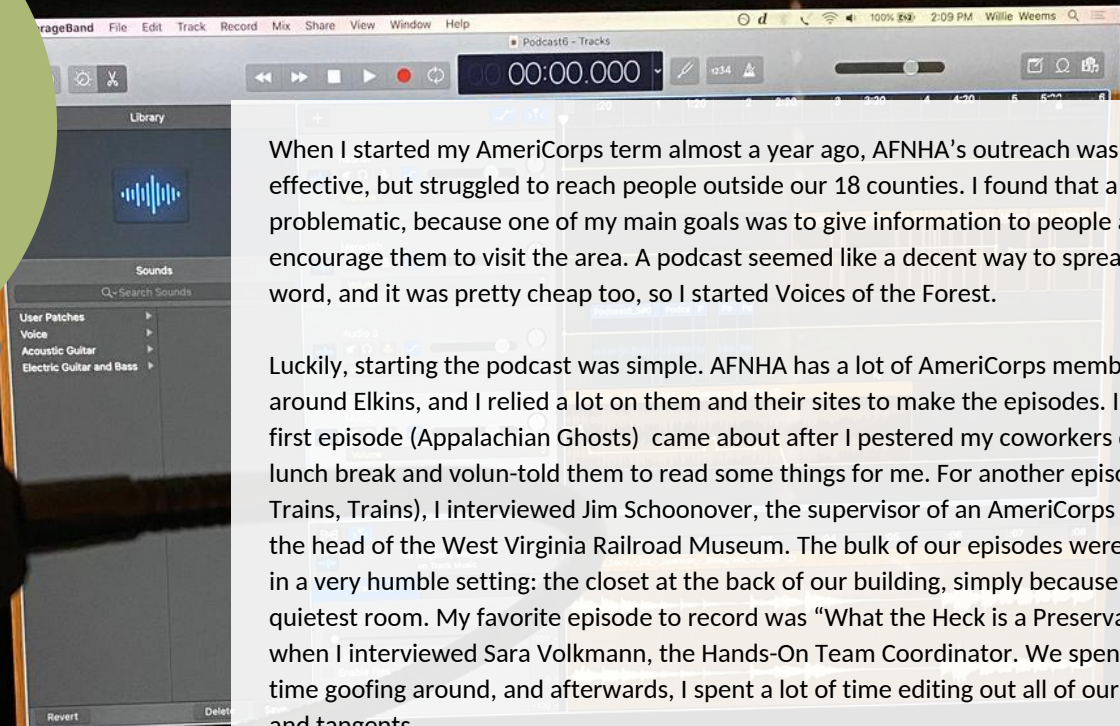 rageBand File Edit Track Record Mix Share View Window Help 100% 2:09 PM Willie Weems
Podcast6 - Tracks
00:00.000 1234
Library
Sounds
Search Sounds
User Patches
Voice
Acoustic Guitar
Electric Guitar and Bass
Revert Delet
When I started my AmeriCorps term almost a year ago, AFNHA’s outreach was
effective, but struggled to reach people outside our 18 counties. I found that a
problematic, because one of my main goals was to give information to people
encourage them to visit the area. A podcast seemed like a decent way to sprea
word, and it was pretty cheap too, so I started Voices of the Forest.
Luckily, starting the podcast was simple. AFNHA has a lot of AmeriCorps memb
around Elkins, and I relied a lot on them and their sites to make the episodes. I
first episode (Appalachian Ghosts) came about after I pestered my coworkers
lunch break and volun-told them to read some things for me. For another episo
Trains, Trains), I interviewed Jim Schoonover, the supervisor of an AmeriCorps
the head of the West Virginia Railroad Museum. The bulk of our episodes were
in a very humble setting: the closet at the back of our building, simply because
quietest room. My favorite episode to record was “What the Heck is a Preserva
when I interviewed Sara Volkmann, the Hands-On Team Coordinator. We spen
time goofing around, and afterwards, I spent a lot of time editing out all of our
and tangents